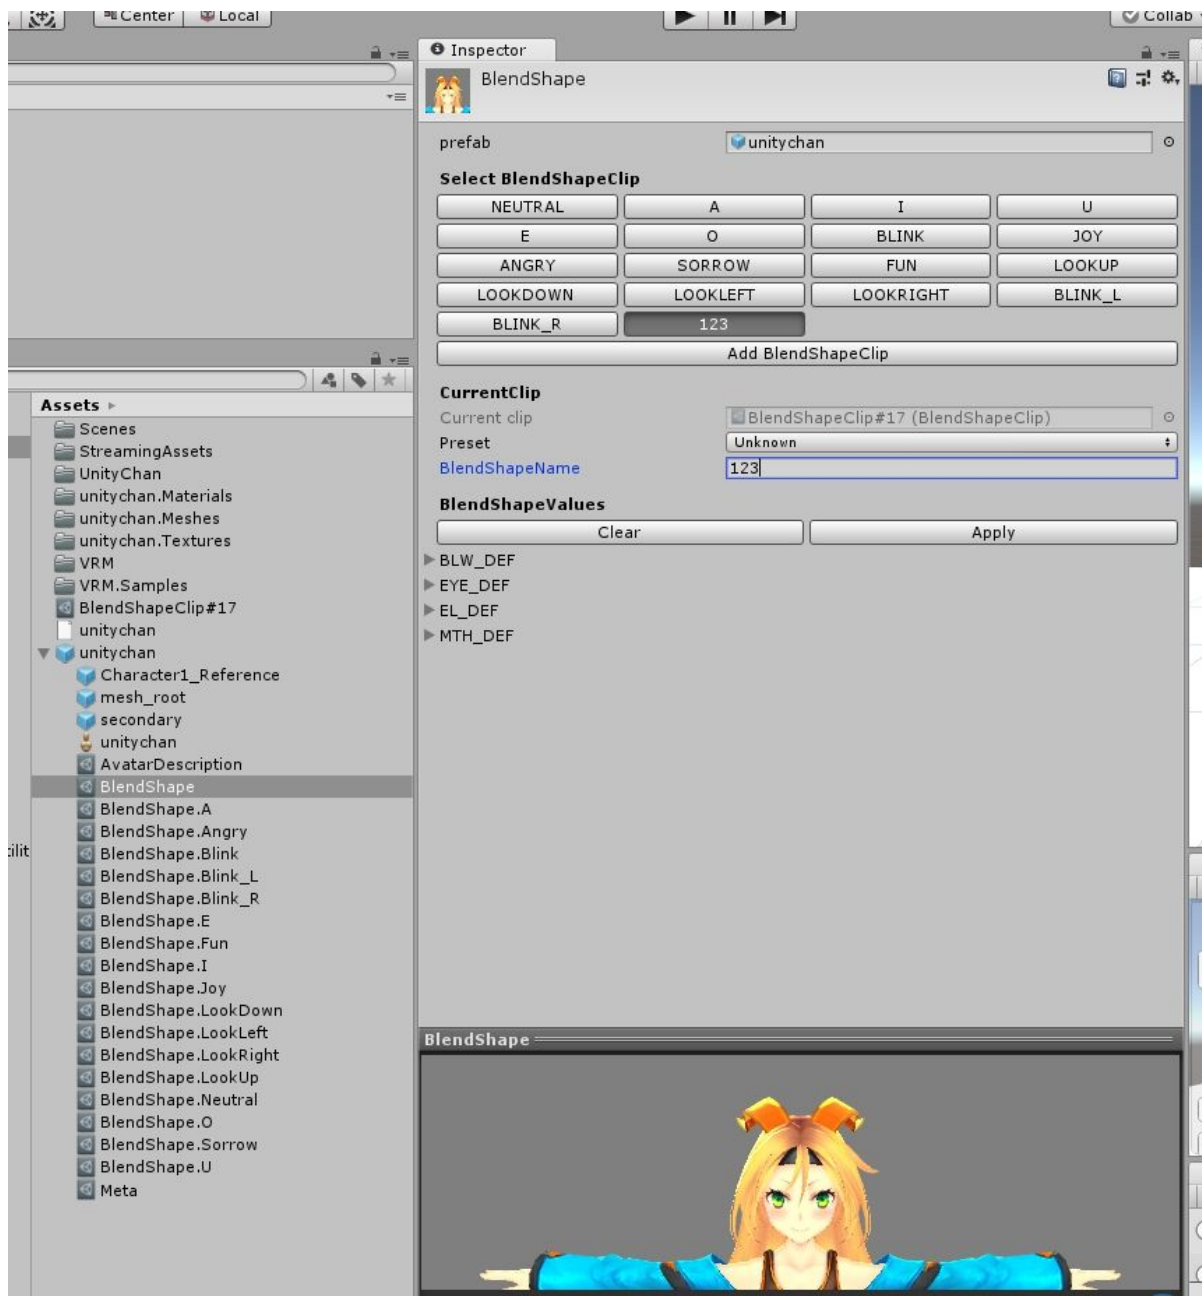 Center Local
Collab
Inspector
BlendShape
prefab unitychan
Select BlendShapeClip
NEUTRAL A I U
E O BLINK JOY
ANGRY SORROW FUN LOOKUP
LOOKDOWN LOOKLEFT LOOKRIGHT BLINK_L
BLINK_R 123
Add BlendShapeClip
CurrentClip
Current clip BlendShapeClip#17 (BlendShapeClip)
Preset Unknown
BlendShapeName 123
BlendShapeValues
Clear Apply
BLW_DEF
EYE_DEF
EL_DEF
MTH_DEF
Assets
Scenes
StreamingAssets
UnityChan
unitychan.Materials
unitychan.Meshes
unitychan.Textures
VRM
VRM.Samples
BlendShapeClip#17
unitychan
unitychan
Character1_Reference
mesh_root
secondary
unitychan
AvatarDescription
BlendShape
BlendShape.A
BlendShape.Angry
BlendShape.Blink
BlendShape.Blink_L
BlendShape.Blink_R
BlendShape.E
BlendShape.Fun
BlendShape.I
BlendShape.Joy
BlendShape.LookDown
BlendShape.LookLeft
BlendShape.LookRight
BlendShape.LookUp
BlendShape.Neutral
BlendShape.O
BlendShape.Sorrow
BlendShape.U
Meta
BlendShape